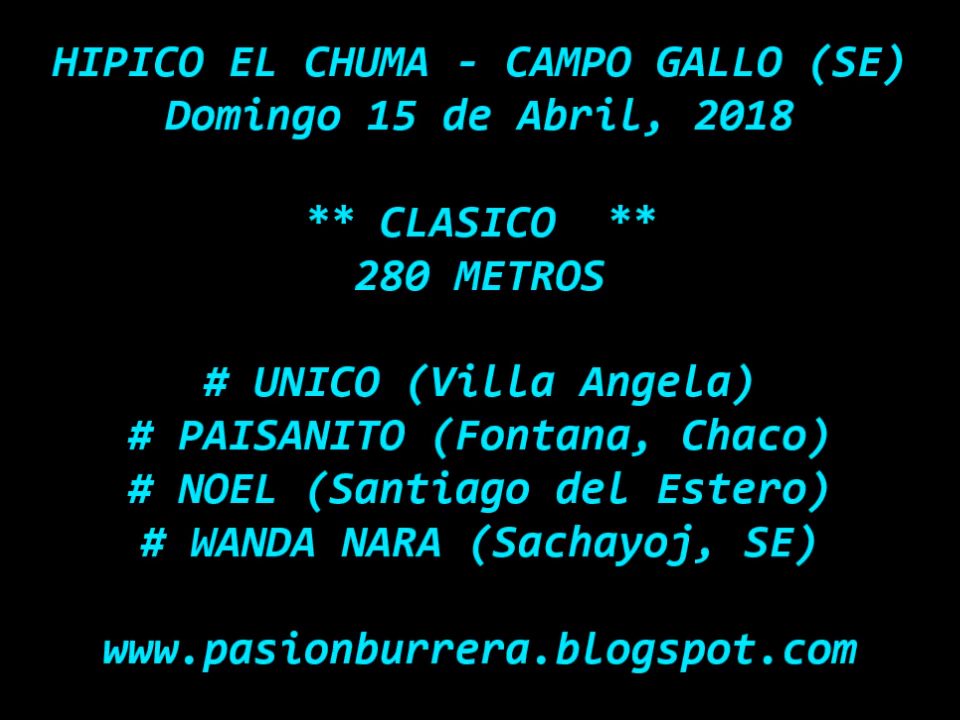 HIPICO EL CHUMA - CAMPO GALLO (SE)
Domingo 15 de Abril, 2018
** CLASICO  **
280 METROS
# UNICO (Villa Angela)
# PAISANITO (Fontana, Chaco)
# NOEL (Santiago del Estero)
# WANDA NARA (Sachayoj, SE)
www.pasionburrera.blogspot.com